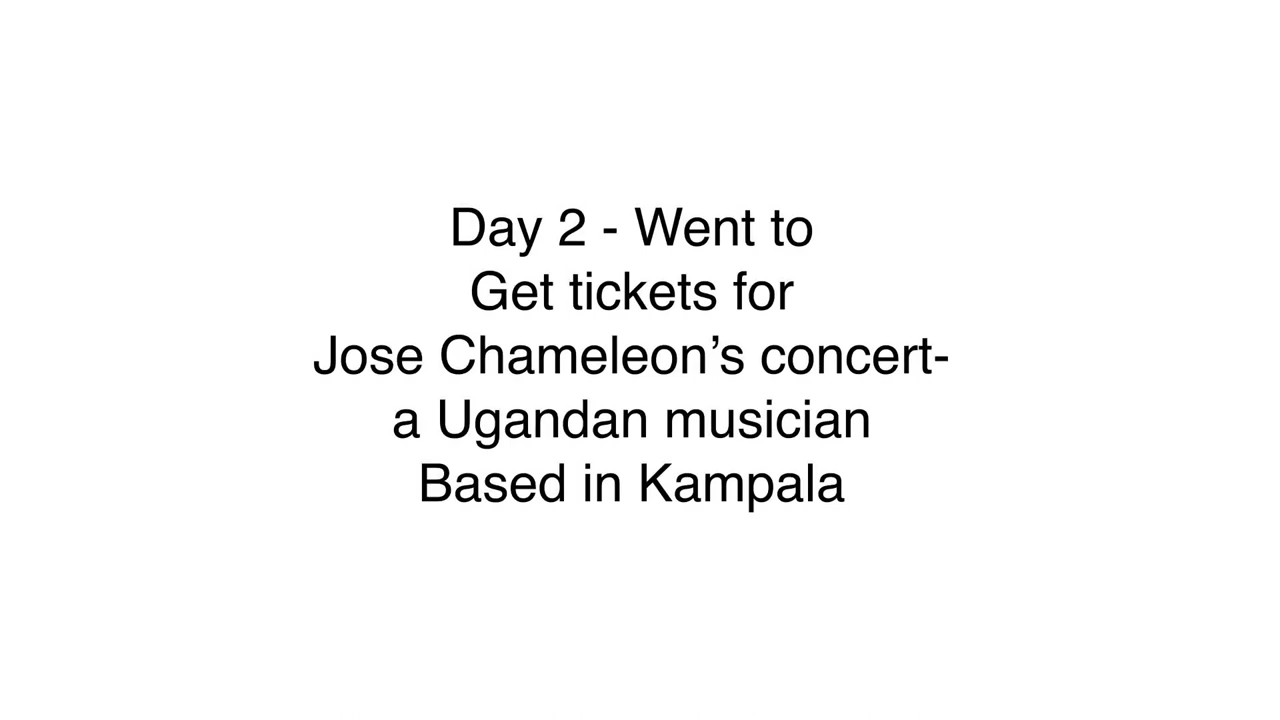 Day 2 - Went to
Get tickets for
Jose Chameleon’s concert-
a Ugandan musician
Based in Kampala